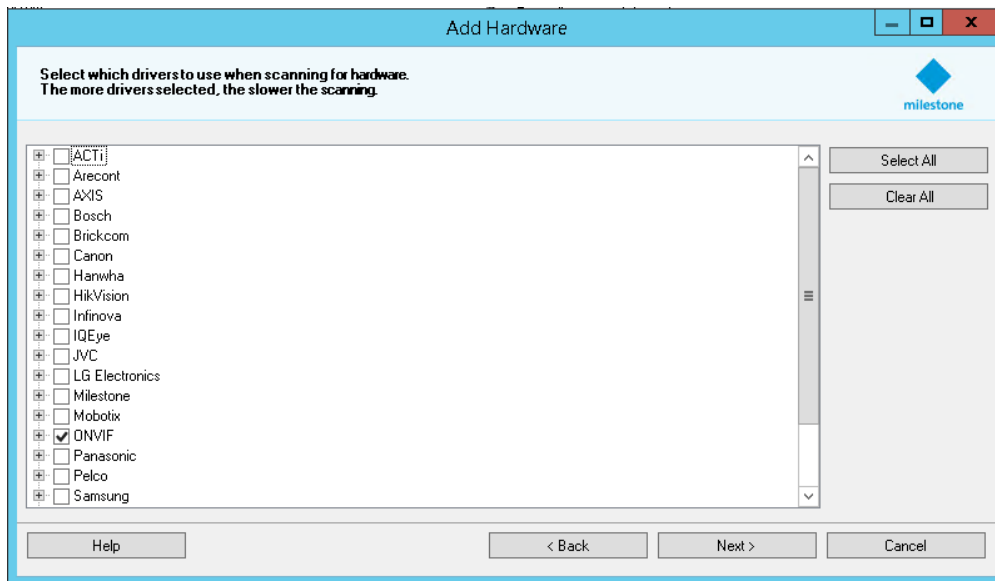 Add Hardware
Select which drivers to use when scanning for hardware.
The more drivers selected, the slower the scanning.
milestone
ACTi
Arecont
AXIS
Bosch
Brickcom
Canon
Hanwha
HikVision
Infinova
IQEye
JVC
LG Electronics
Milestone
Mobotix
ONVIF
Panasonic
Pelco
Samsung
Select All
Clear All
Help
< Back
Next >
Cancel